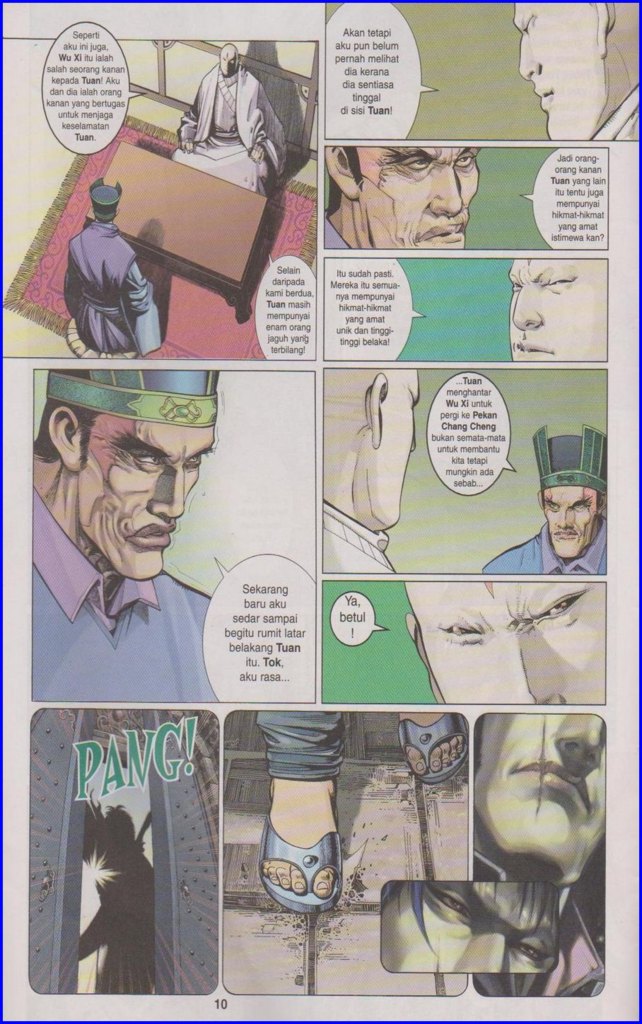 Seperti
aku ini juga,
Wu Xi itu ialah
salah seorang kanan
kepada Tuan! Aku
dan dia ialah orang
kanan yang bertugas
untuk menjaga
keselamatan
Tuan.
Selain
daripada
kami berdua,
Tuan masih
mempunyai
enam orang
jaguh yang
terbilang!
Akan tetapi
aku pun belum
pernah melihat
dia kerana
dia sentiasa
tinggal
di sisi Tuan!
Jadi orang-
orang kanan
Tuan yang lain
itu tentu juga
mempunyai
hikmat-hikmat
yang amat
istimewa kan?
Itu sudah pasti.
Mereka itu semua-
nya mempunyai
hikmat-hikmat
yang amat
unik dan tinggi-
tinggi belaka!
Sekarang
baru aku
sedar sampai
begitu rumit latar
belakang Tuan
itu. Tok,
aku rasa...
...Tuan
menghantar
Wu Xi untuk
pergi ke Pekan
Chang Cheng
bukan semata-mata
untuk membantu
kita tetapi
mungkin ada
sebab...
Ya,
betul
!
PANG!
10